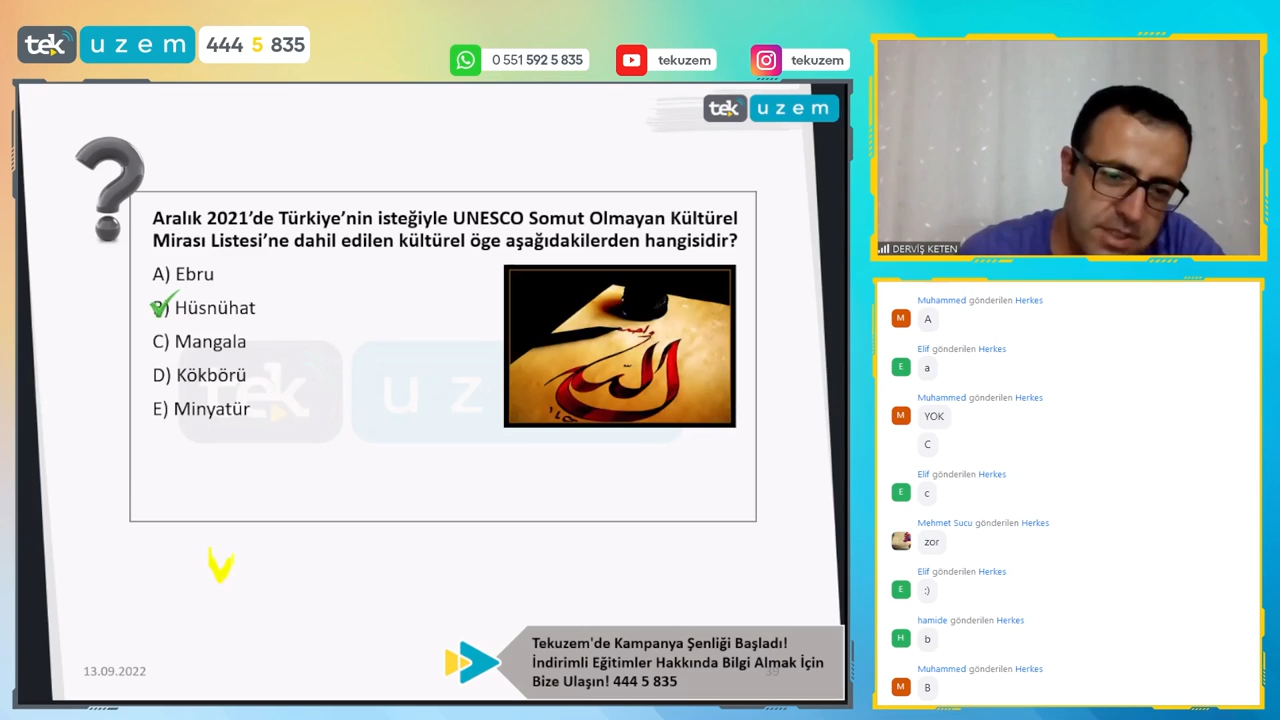 tek uzem 444 5 835
0 551 592 5 835
tekuzem
tekuzem
tek uzem
Aralık 2021'de Türkiye'nin isteğiyle UNESCO Somut Olmayan Kültürel
Mirası Listesi'ne dahil edilen kültürel öge aşağıdakilerden hangisidir?
A) Ebru
B) Hüsnühat
C) Mangala
D) Kökbörü
E) Minyatür
tek uz
13.09.2022
39
Tekuzem'de Kampanya Şenliği Başladı!
İndirimli Eğitimler Hakkında Bilgi Almak İçin
Bize Ulaşın! 444 5 835
DERVİŞ KETEN
Muhammed gönderilen Herkes
M A
Elif gönderilen Herkes
E a
Muhammed gönderilen Herkes
M YOK
C
Elif gönderilen Herkes
E c
Mehmet Sucu gönderilen Herkes
zor
Elif gönderilen Herkes
E :)
hamide gönderilen Herkes
H b
Muhammed gönderilen Herkes
M B